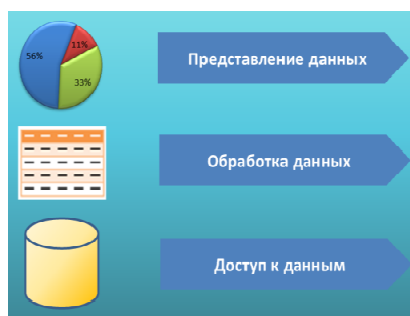 56%
11%
33%
Представление данных
Обработка данных
Доступ к данным